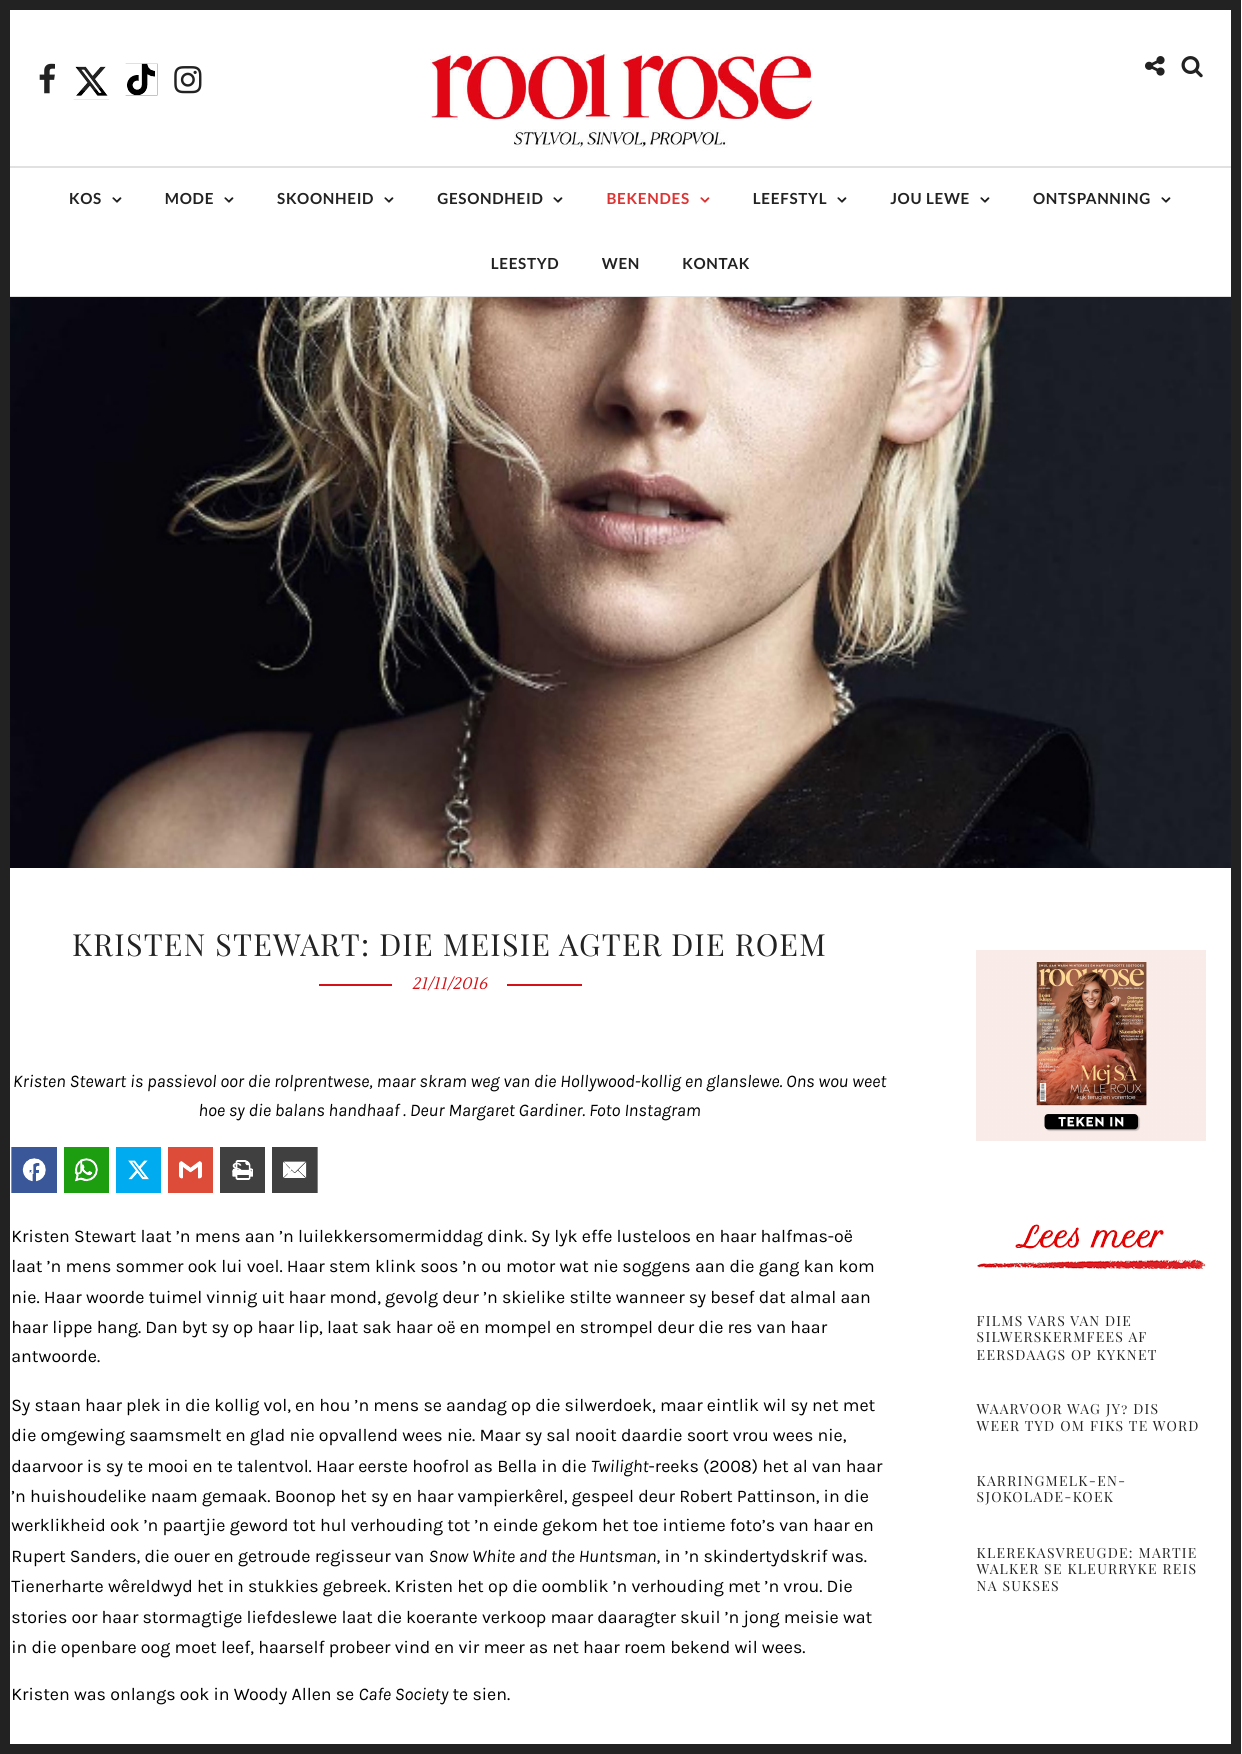 rooi rose
STYLVOL, SINVOL, PROPVOL.
KOS
MODE
SKOONHEID
GESONDHEID
BEKENDES
LEEFSTYL
JOU LEWE
ONTSPANNING
LEESTYD
WEN
KONTAK
KRISTEN STEWART: DIE MEISIE AGTER DIE ROEM
21/11/2016
Kristen Stewart is passievol oor die rolprentwese, maar skram weg van die Hollywood-kollig en glanslewe. Ons wou weet
hoe sy die balans handhaaf . Deur Margaret Gardiner. Foto Instagram
Kristen Stewart laat ’n mens aan ’n luilekkersomermiddag dink. Sy lyk effe lusteloos en haar halfmas-oë
laat ’n mens sommer ook lui voel. Haar stem klink soos ’n ou motor wat nie soggens aan die gang kan kom
nie. Haar woorde tuimel vinnig uit haar mond, gevolg deur ’n skielike stilte wanneer sy besef dat almal aan
haar lippe hang. Dan byt sy op haar lip, laat sak haar oë en mompel en strompel deur die res van haar
antwoorde.
Sy staan haar plek in die kollig vol, en hou ’n mens se aandag op die silwerdoek, maar eintlik wil sy net met
die omgewing saamsmelt en glad nie opvallend wees nie. Maar sy sal nooit daardie soort vrou wees nie,
daarvoor is sy te mooi en te talentvol. Haar eerste hoofrol as Bella in die Twilight-reeks (2008) het al van haar
’n huishoudelike naam gemaak. Boonop het sy en haar vampierkêrel, gespeel deur Robert Pattinson, in die
werklikheid ook ’n paartjie geword tot hul verhouding tot ’n einde gekom het toe intieme foto’s van haar en
Rupert Sanders, die ouer en getroude regisseur van Snow White and the Huntsman, in ’n skindertydskrif was.
Tienerharte wêreldwyd het in stukkies gebreek. Kristen het op die oomblik ’n verhouding met ’n vrou. Die
stories oor haar stormagtige liefdeslewe laat die koerante verkoop maar daaragter skuil ’n jong meisie wat
in die openbare oog moet leef, haarself probeer vind en vir meer as net haar roem bekend wil wees.
Kristen was onlangs ook in Woody Allen se Cafe Society te sien.
rooi rose
Mej SA
MIA LE ROUX
TEKEN IN
Lees meer
FILMS VARS VAN DIE
SILWERSKERMFEES AF
EERSDAAGS OP KYKNET
WAARVOOR WAG JY? DIS
WEER TYD OM FIKS TE WORD
KARRINGMELK-EN-
SJOKOLADE-KOEK
KLEREKASVREUGDE: MARTIE
WALKER SE KLEURRYKE REIS
NA SUKSES